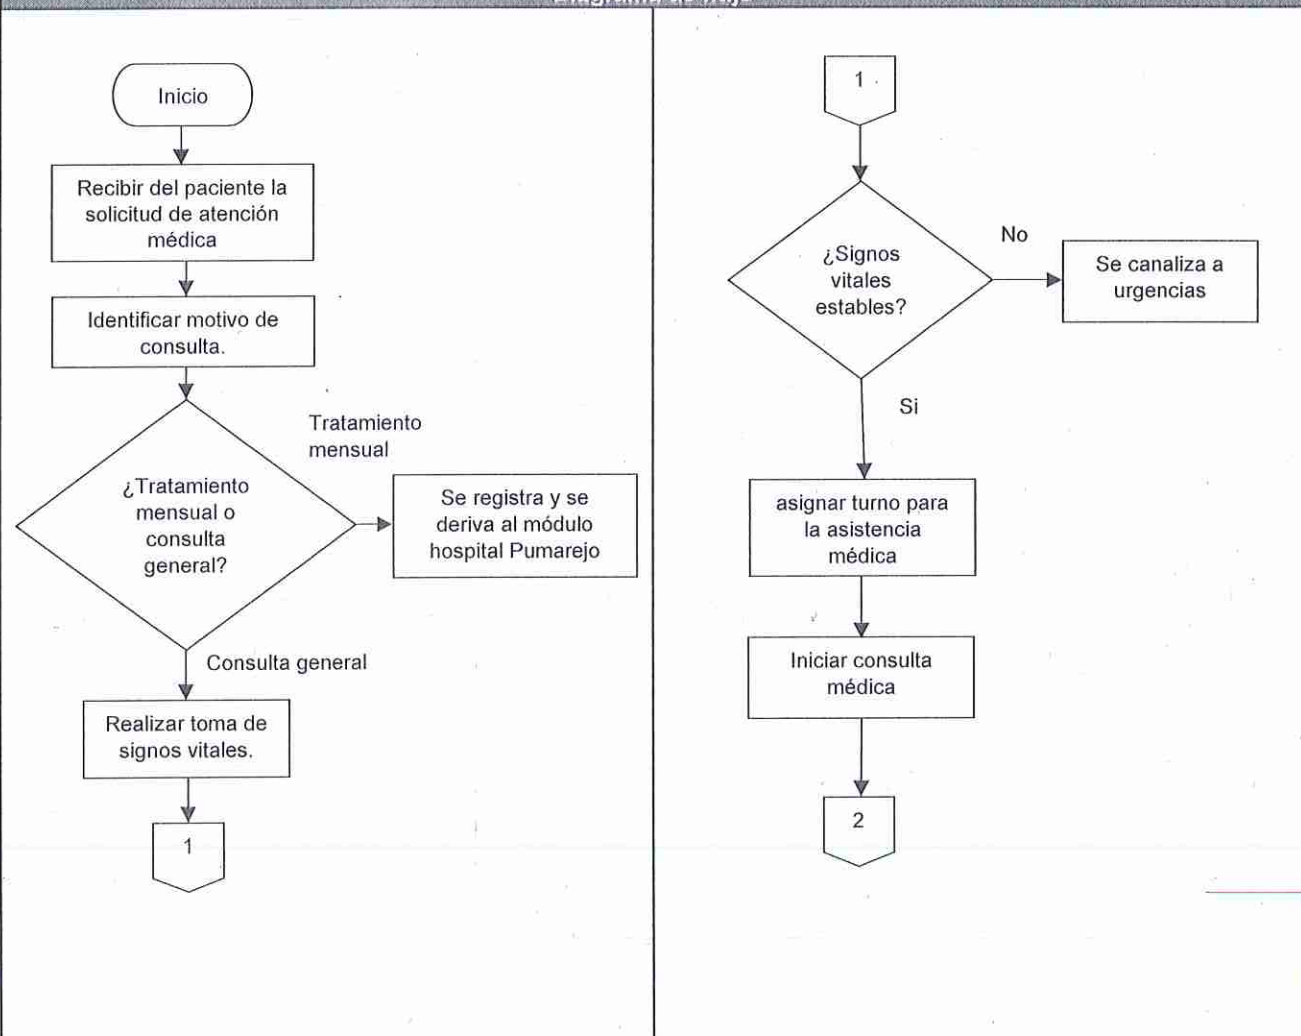 Inicio
Recibir del paciente la
solicitud de atención
médica
Identificar motivo de
consulta.
¿Tratamiento
mensual o
consulta
general?
Tratamiento
mensual
Se registra y se
deriva al módulo
hospital Pumarejo
Consulta general
Realizar toma de
signos vitales.
1
1
¿Signos
vitales
estables?
No
Se canaliza a
urgencias
Si
asignar turno para
la asistencia
médica
Iniciar consulta
médica
2